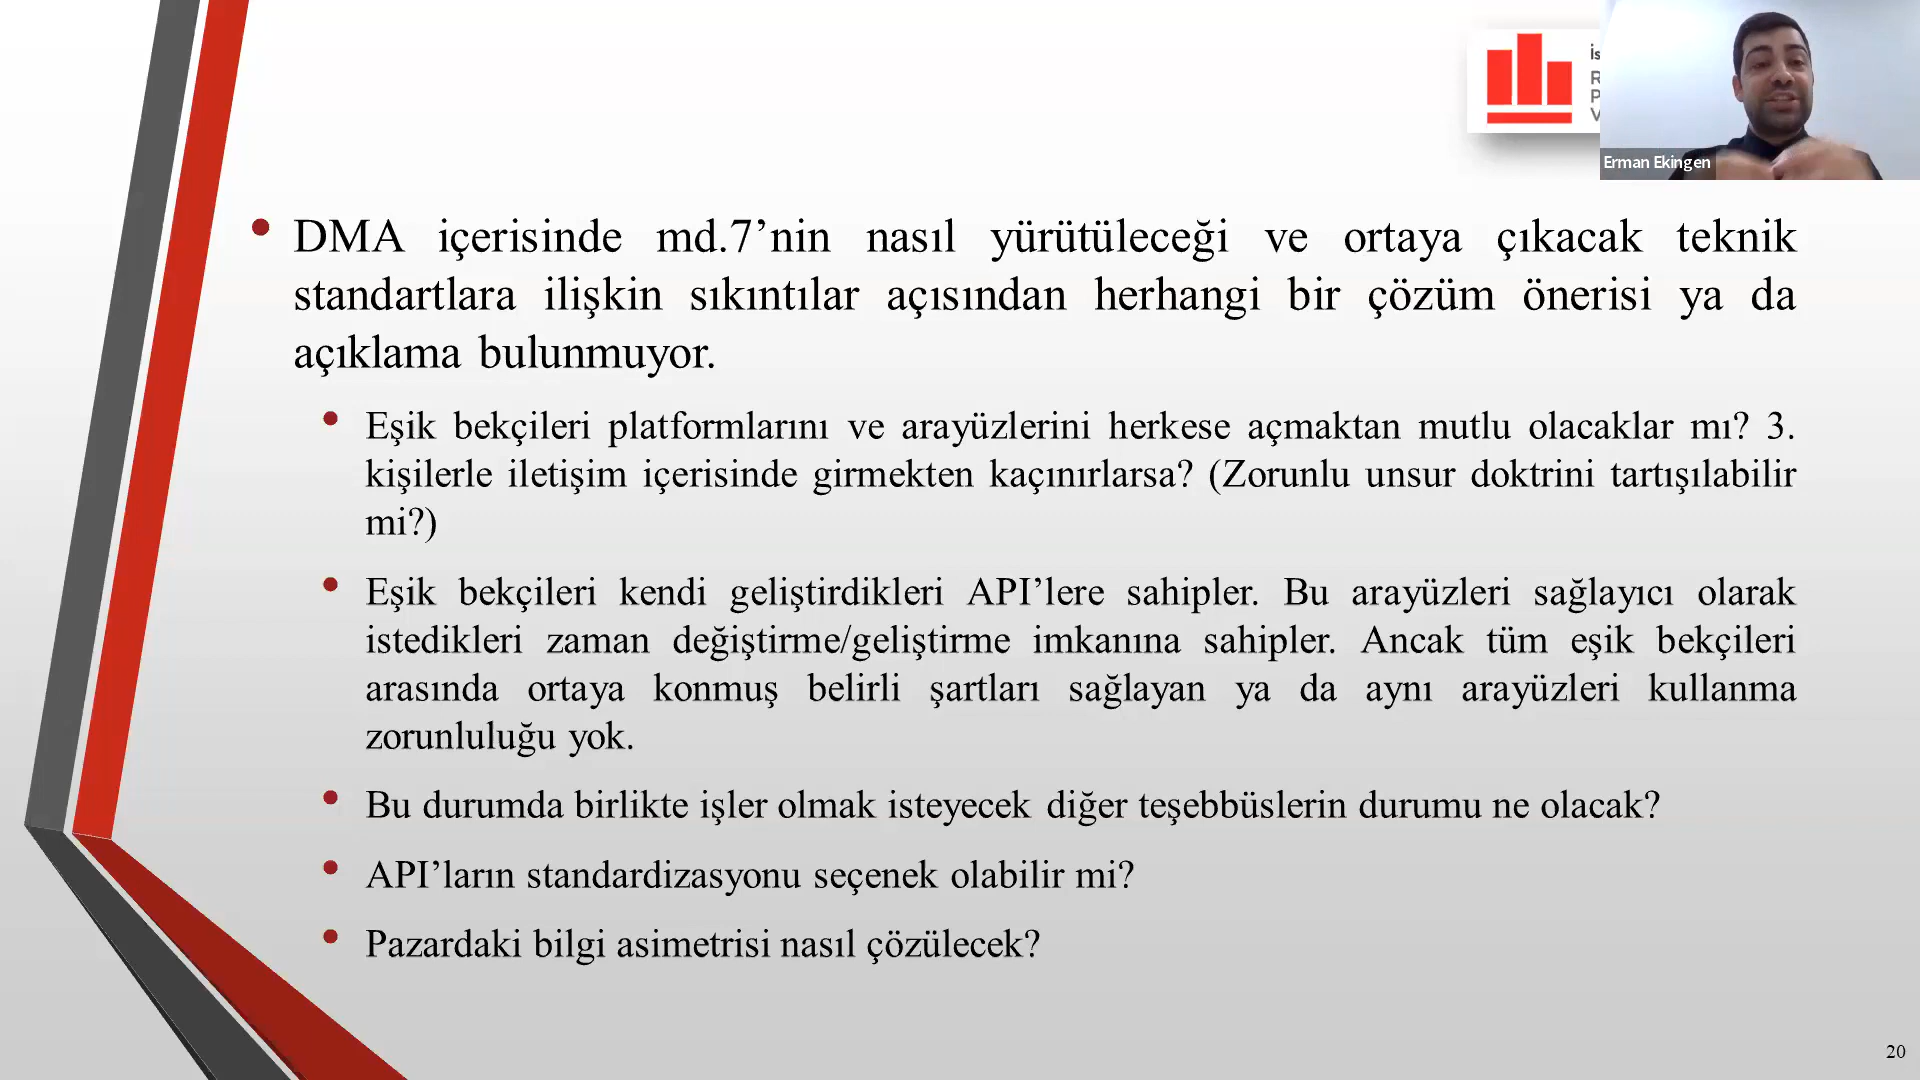 İs
R
P
V
Erman Ekingen
DMA içerisinde md.7’nin nasıl yürütüleceği ve ortaya çıkacak teknik
standartlara ilişkin sıkıntılar açısından herhangi bir çözüm önerisi ya da
açıklama bulunmuyor.
Eşik bekçileri platformlarını ve arayüzlerini herkese açmaktan mutlu olacaklar mı? 3.
kişilerle iletişim içerisinde girmekten kaçınırlarsa? (Zorunlu unsur doktrini tartışılabilir
mi?)
Eşik bekçileri kendi geliştirdikleri API’lere sahipler. Bu arayüzleri sağlayıcı olarak
istedikleri zaman değiştirme/geliştirme imkanına sahipler. Ancak tüm eşik bekçileri
arasında ortaya konmuş belirli şartları sağlayan ya da aynı arayüzleri kullanma
zorunluluğu yok.
Bu durumda birlikte işler olmak isteyecek diğer teşebbüslerin durumu ne olacak?
API’ların standardizasyonu seçenek olabilir mi?
Pazardaki bilgi asimetrisi nasıl çözülecek?
20